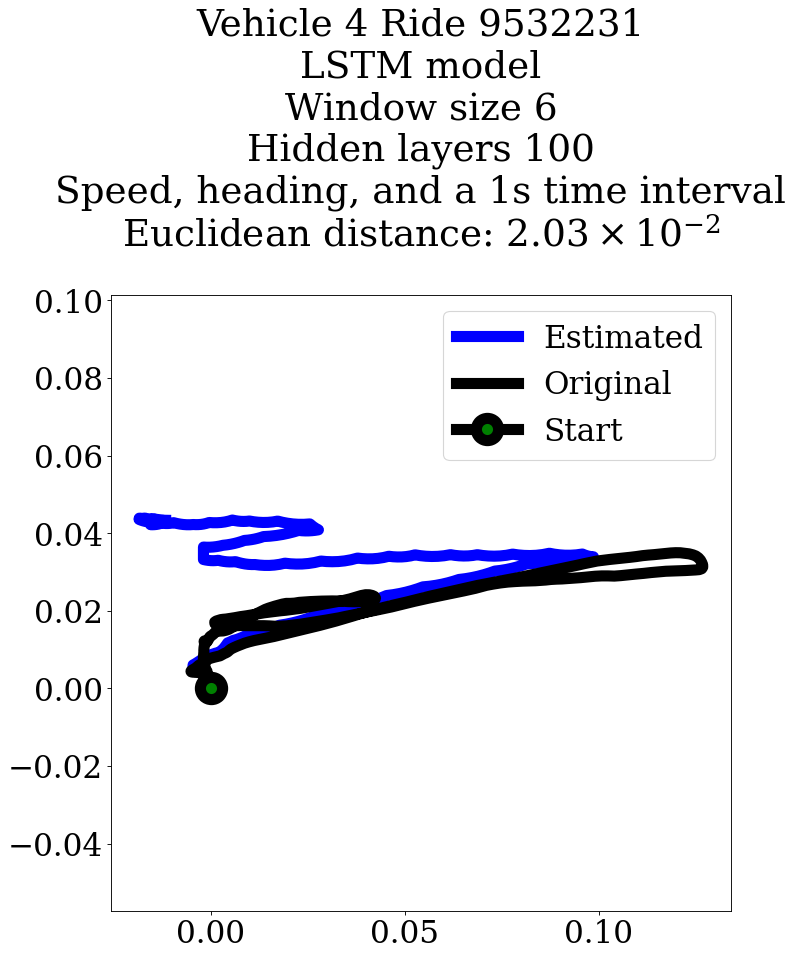 Vehicle 4 Ride 9532231
LSTM model
Window size 6
Hidden layers 100
Speed, heading, and a 1s time interval
Euclidean distance: 2.03 × 10⁻²
Estimated
Original
Start
0.10
0.08
0.06
0.04
0.02
0.00
−0.02
−0.04
0.00 0.05 0.10